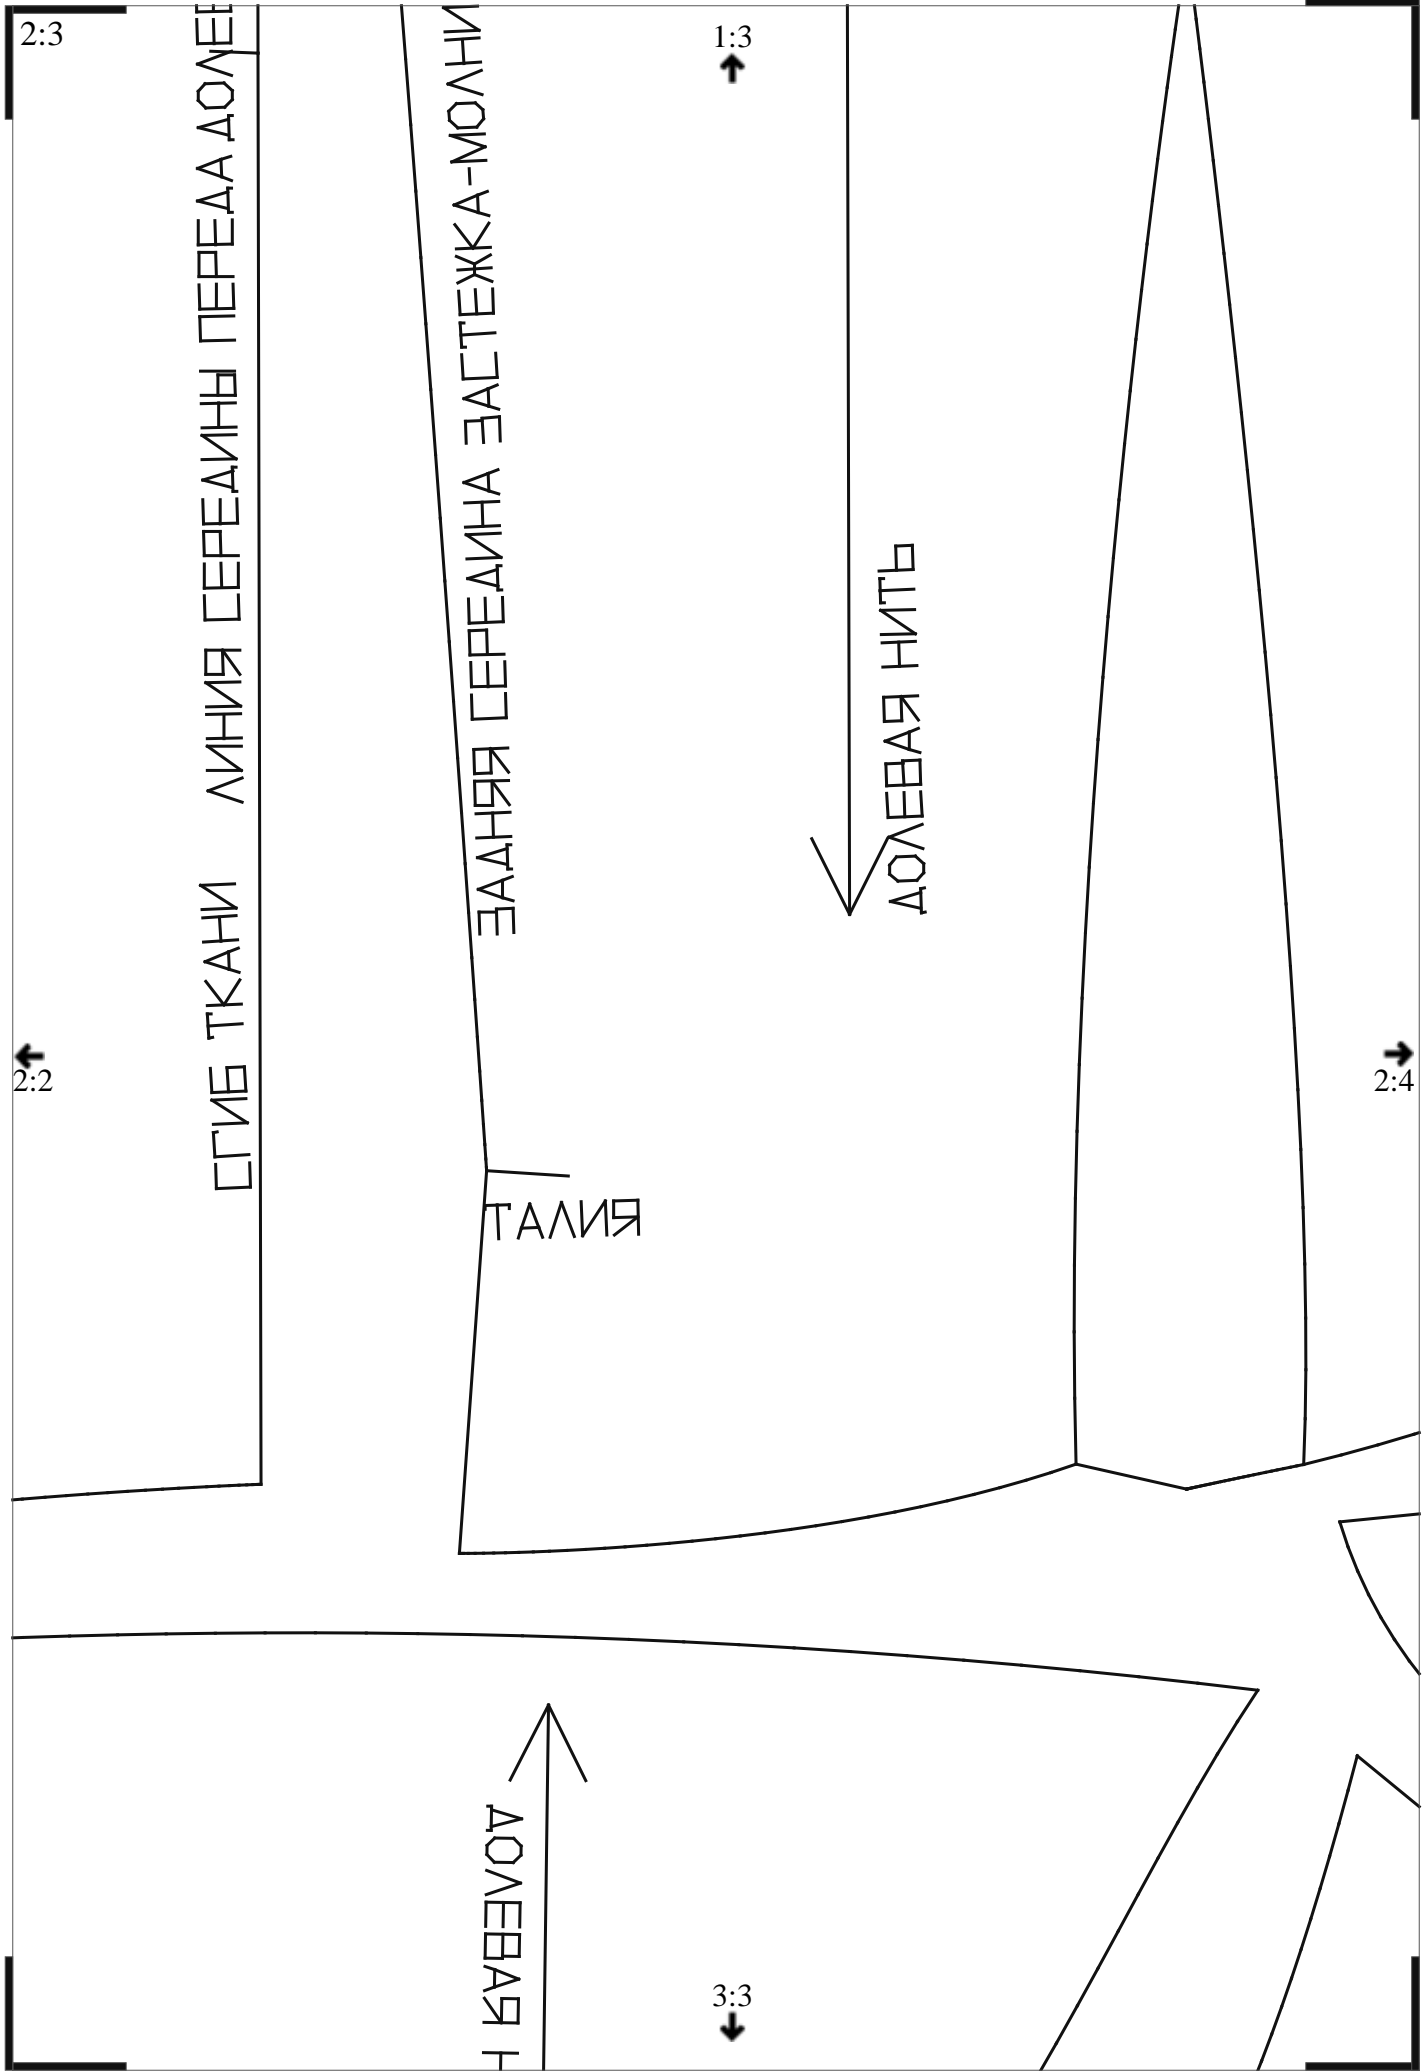 2:3
1:3
СГИБ ТКАНИ ЛИНИЯ СЕРЕДИНЫ ПЕРЕДА ДОЛЕВ
ЗАДНЯЯ СЕРЕДИНА ЗАСТЕЖКА-МОЛНИ
ДОЛЕВАЯ НИТЬ
2:2
2:4
ТАЛИЯ
ДОЛЕВАЯ Н
3:3